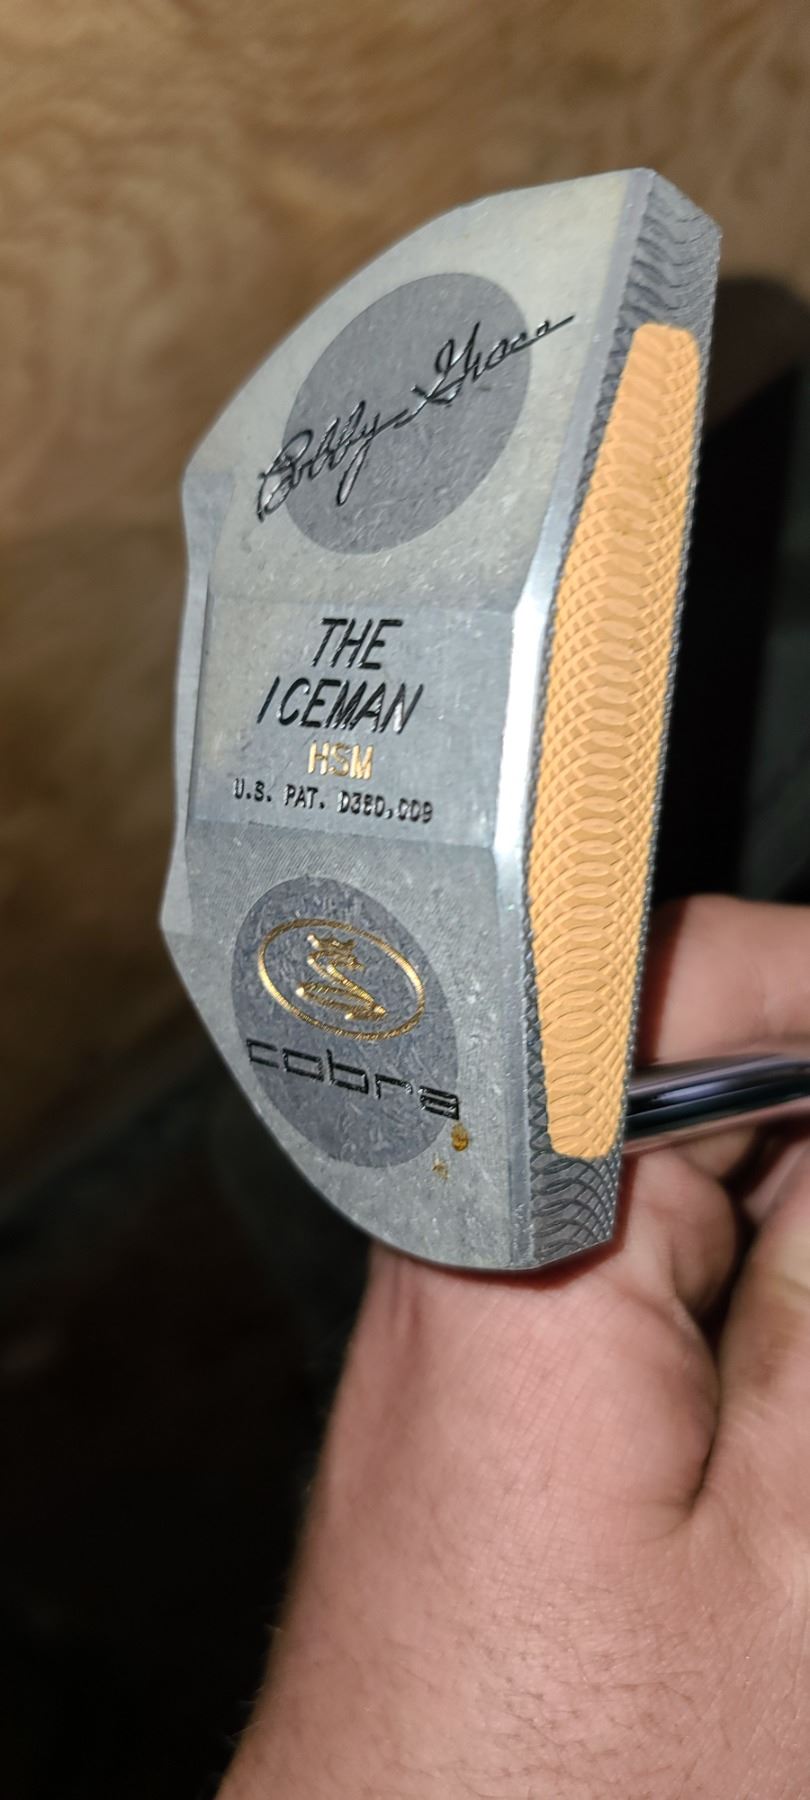 Bobby Grace
THE
ICEMAN
HSM
U.S. PAT. D380,009
cobra